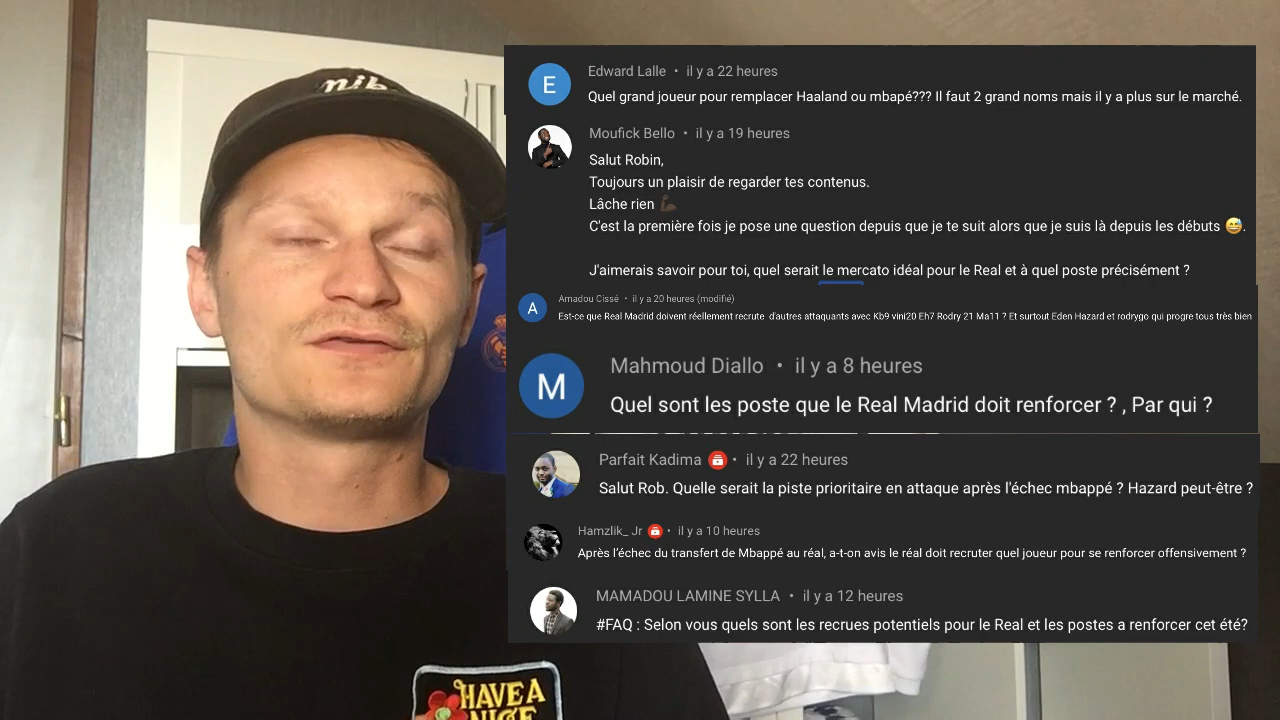 nik
E
Edward Lalle • il y a 22 heures
Quel grand joueur pour remplacer Haaland ou mbapé??? Il faut 2 grand noms mais il y a plus sur le marché.
Moufick Bello • il y a 19 heures
Salut Robin,
Toujours un plaisir de regarder tes contenus.
Lâche rien 💪🏿
C'est la première fois je pose une question depuis que je te suit alors que je suis là depuis les débuts 😅.
J'aimerais savoir pour toi, quel serait le mercato idéal pour le Real et à quel poste précisément ?
A
Amadou Cissé • il y a 20 heures (modifié)
Est-ce que Real Madrid doivent réellement recrute d'autres attaquants avec Kb9 vini20 Eh7 Rodry 21 Ma11 ? Et surtout Eden Hazard et rodrygo qui progre tous très bien
M
Mahmoud Diallo • il y a 8 heures
Quel sont les poste que le Real Madrid doit renforcer ? , Par qui ?
Parfait Kadima • il y a 22 heures
Salut Rob. Quelle serait la piste prioritaire en attaque après l'échec mbappé ? Hazard peut-être ?
Hamzlik_ Jr • il y a 10 heures
Après l'échec du transfert de Mbappé au réal, a-t-on avis le réal doit recruter quel joueur pour se renforcer offensivement ?
MAMADOU LAMINE SYLLA • il y a 12 heures
#FAQ : Selon vous quels sont les recrues potentiels pour le Real et les postes a renforcer cet été?
HAVE A
NICE